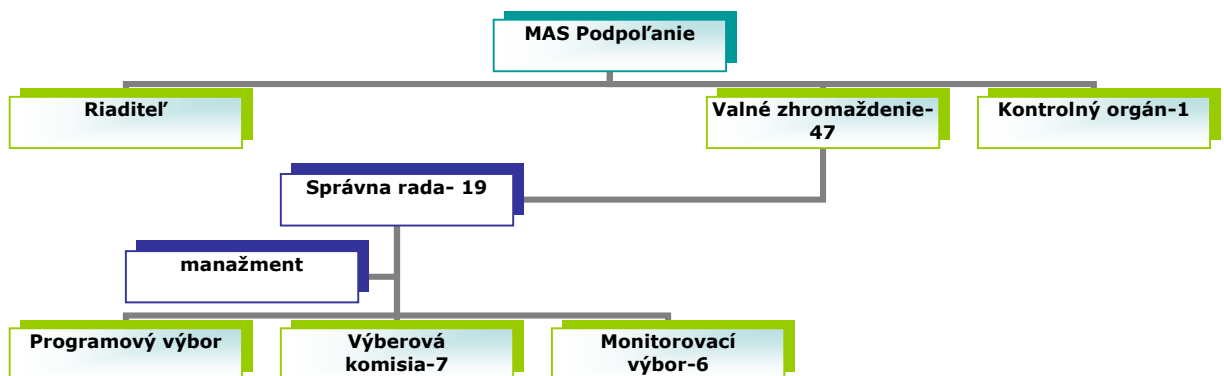 MAS Podpoľanie
Riaditeľ
Valné zhromaždenie-
47
Kontrolný orgán-1
Správna rada- 19
manažment
Programový výbor
Výberová
komisia-7
Monitorovací
výbor-6